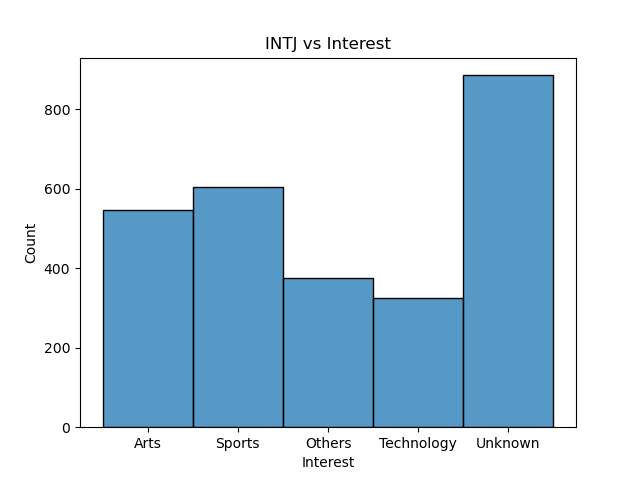 INTJ vs Interest
800
600
400
200
0
Count
Arts Sports Others Technology Unknown
Interest